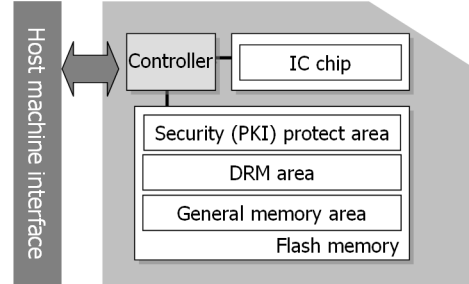 Host machine interface
Controller
IC chip
Security (PKI) protect area
DRM area
General memory area
Flash memory